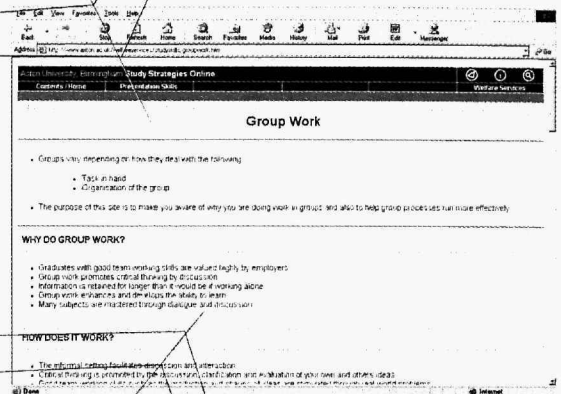 Edit View Favorites Tools Help
Back Stop Refresh Home Search Favorites Media History Mail Print Edit Messenger
Address
Go
Aston University, Birmingham Study Strategies Online
Contents / Home Presentation Skills Welfare Services
Group Work
• Groups vary depending on how they deal with the following
• Task in hand
• Organisation of the group
• The purpose of this site is to make you aware of why you are doing work in groups and also to help group processes run more effectively
WHY DO GROUP WORK?
• Graduates with good team working skills are valued highly by employers
• Group work promotes critical thinking by discussion
• Information is retained for longer than it would be if working alone
• Group work enhances and develops the ability to learn
• Many subjects are mastered through dialogue and discussion
HOW DOES IT WORK?
• The informal setting facilitates discussion and interaction
• Critical thinking is promoted by the discussion, clarification and evaluation of your own and others ideas
Done Internet